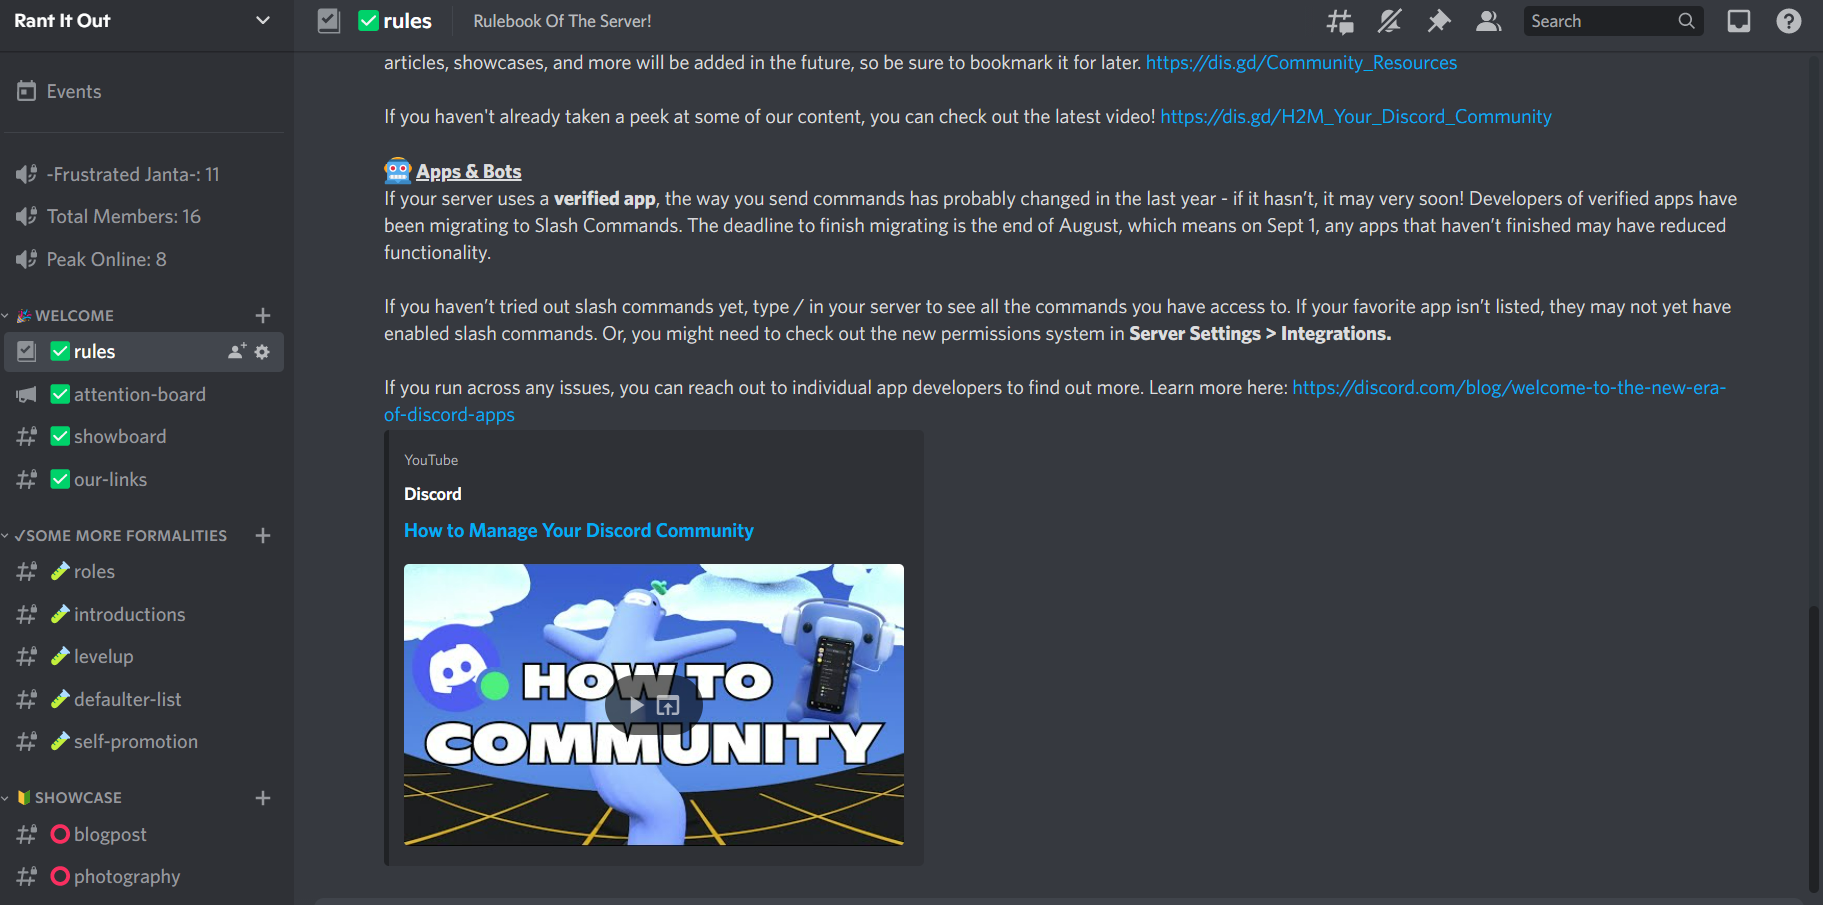 Rant It Out
Events
-Frustrated Janta-: 11
Total Members: 16
Peak Online: 8
WELCOME
rules
attention-board
showboard
our-links
✓SOME MORE FORMALITIES
roles
introductions
levelup
defaulter-list
self-promotion
SHOWCASE
blogpost
photography
rules
Rulebook Of The Server!
Search
articles, showcases, and more will be added in the future, so be sure to bookmark it for later. https://dis.gd/Community_Resources
If you haven't already taken a peek at some of our content, you can check out the latest video! https://dis.gd/H2M_Your_Discord_Community
Apps & Bots
If your server uses a verified app, the way you send commands has probably changed in the last year - if it hasn’t, it may very soon! Developers of verified apps have
been migrating to Slash Commands. The deadline to finish migrating is the end of August, which means on Sept 1, any apps that haven’t finished may have reduced
functionality.
If you haven’t tried out slash commands yet, type / in your server to see all the commands you have access to. If your favorite app isn’t listed, they may not yet have
enabled slash commands. Or, you might need to check out the new permissions system in Server Settings > Integrations.
If you run across any issues, you can reach out to individual app developers to find out more. Learn more here: https://discord.com/blog/welcome-to-the-new-era-
of-discord-apps
YouTube
Discord
How to Manage Your Discord Community
HOW TO
COMMUNITY